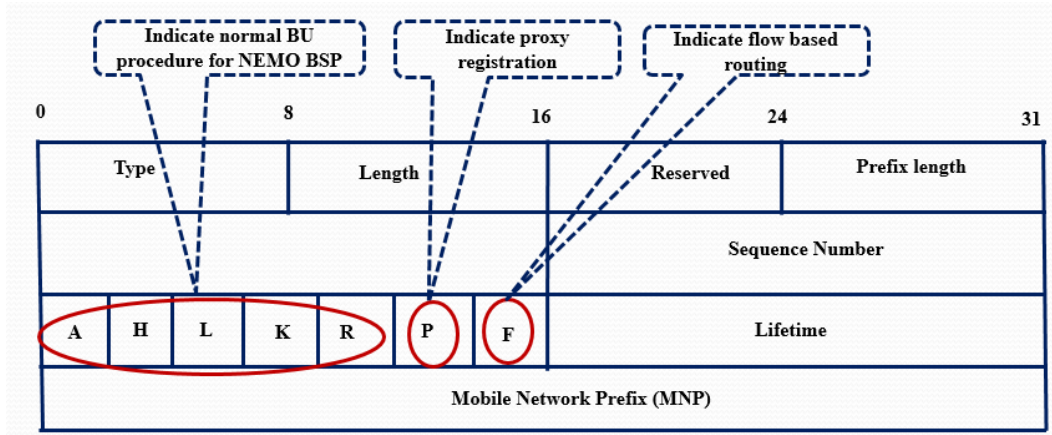 Indicate normal BU
procedure for NEMO BSP
Indicate proxy
registration
Indicate flow based
routing
0 8 16 24 31
Type Length Reserved Prefix length
Sequence Number
A H L K R P F Lifetime
Mobile Network Prefix (MNP)